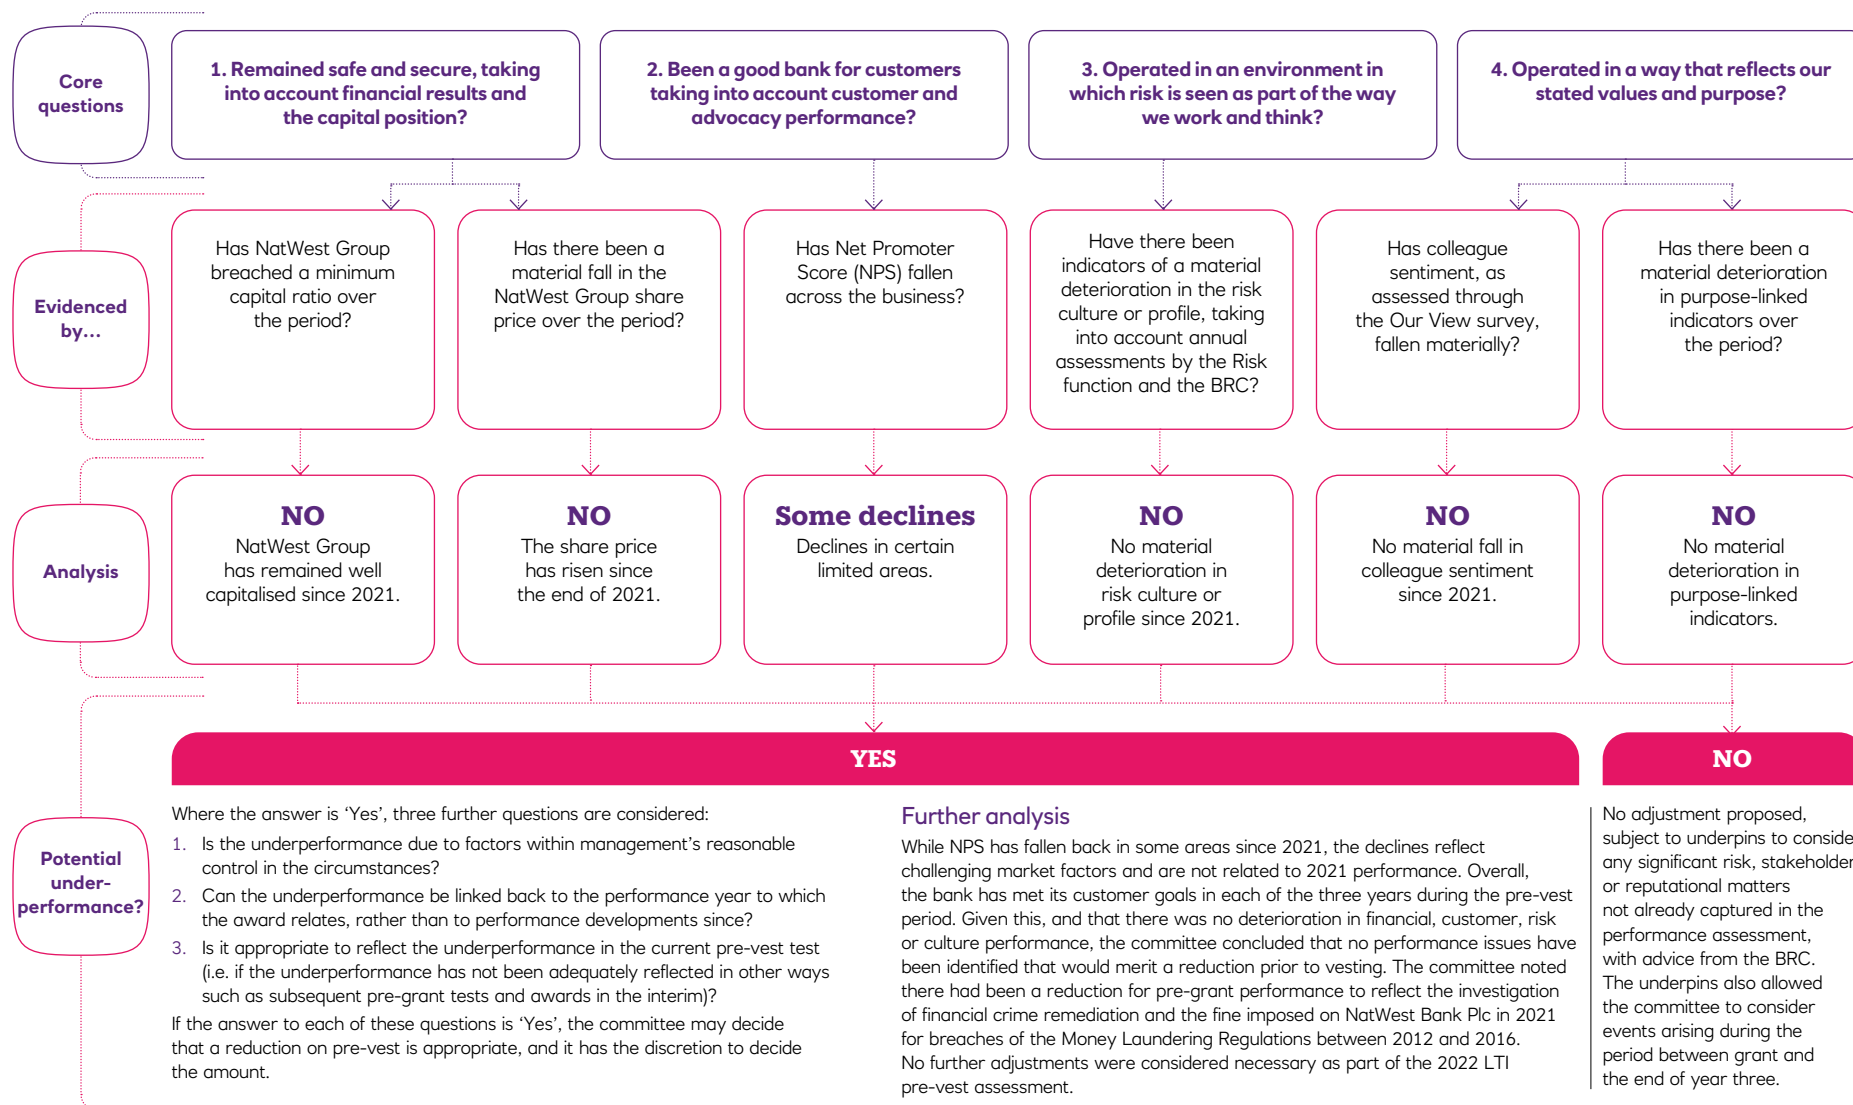 Core
questions
1. Remained safe and secure, taking
into account financial results and
the capital position?
2. Been a good bank for customers
taking into account customer and
advocacy performance?
3. Operated in an environment in
which risk is seen as part of the way
we work and think?
4. Operated in a way that reflects our
stated values and purpose?
Evidenced
by...
Has NatWest Group
breached a minimum
capital ratio over
the period?
Has there been a
material fall in the
NatWest Group share
price over the period?
Has Net Promoter
Score (NPS) fallen
across the business?
Have there been
indicators of a material
deterioration in the risk
culture or profile, taking
into account annual
assessments by the Risk
function and the BRC?
Has colleague
sentiment, as
assessed through
the Our View survey,
fallen materially?
Has there been a
material deterioration
in purpose-linked
indicators over
the period?
Analysis
NO
NatWest Group
has remained well
capitalised since 2021.
NO
The share price
has risen since
the end of 2021.
Some declines
Declines in certain
limited areas.
NO
No material
deterioration in
risk culture or
profile since 2021.
NO
No material fall in
colleague sentiment
since 2021.
NO
No material
deterioration in
purpose-linked
indicators.
Potential
under-
performance?
YES
Where the answer is ‘Yes’, three further questions are considered:
1. Is the underperformance due to factors within management’s reasonable
control in the circumstances?
2. Can the underperformance be linked back to the performance year to which
the award relates, rather than to performance developments since?
3. Is it appropriate to reflect the underperformance in the current pre-vest test
(i.e. if the underperformance has not been adequately reflected in other ways
such as subsequent pre-grant tests and awards in the interim)?
If the answer to each of these questions is ‘Yes’, the committee may decide
that a reduction on pre-vest is appropriate, and it has the discretion to decide
the amount.
Further analysis
While NPS has fallen back in some areas since 2021, the declines reflect
challenging market factors and are not related to 2021 performance. Overall,
the bank has met its customer goals in each of the three years during the pre-vest
period. Given this, and that there was no deterioration in financial, customer, risk
or culture performance, the committee concluded that no performance issues have
been identified that would merit a reduction prior to vesting. The committee noted
there had been a reduction for pre-grant performance to reflect the investigation
of financial crime remediation and the fine imposed on NatWest Bank Plc in 2021
for breaches of the Money Laundering Regulations between 2012 and 2016.
No further adjustments were considered necessary as part of the 2022 LTI
pre-vest assessment.
NO
No adjustment proposed,
subject to underpins to conside
any significant risk, stakeholder
or reputational matters
not already captured in the
performance assessment,
with advice from the BRC.
The underpins also allowed
the committee to consider
events arising during the
period between grant and
the end of year three.